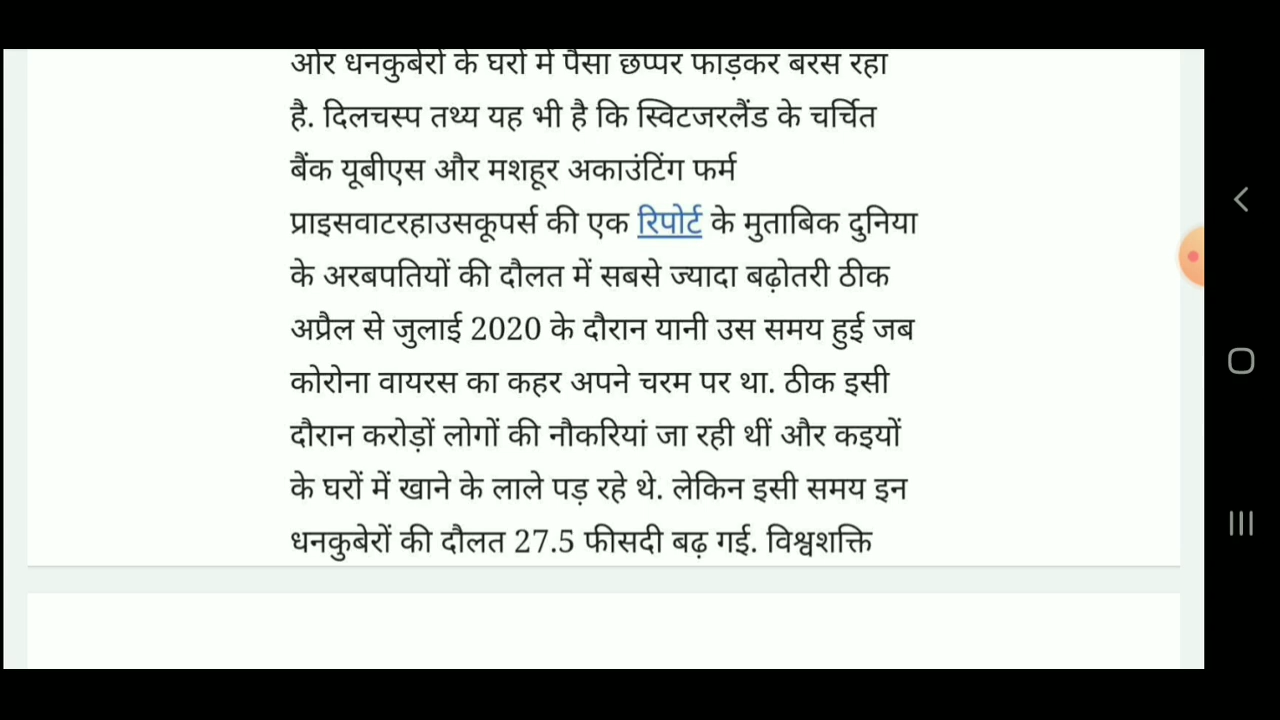 ओर धनकुबेरों के घरों में पैसा छप्पर फाड़कर बरस रहा
है. दिलचस्प तथ्य यह भी है कि स्विटजरलैंड के चर्चित
बैंक यूबीएस और मशहूर अकाउंटिंग फर्म
प्राइसवाटरहाउसकूपर्स की एक रिपोर्ट के मुताबिक दुनिया
के अरबपतियों की दौलत में सबसे ज्यादा बढ़ोतरी ठीक
अप्रैल से जुलाई 2020 के दौरान यानी उस समय हुई जब
कोरोना वायरस का कहर अपने चरम पर था. ठीक इसी
दौरान करोड़ों लोगों की नौकरियां जा रही थीं और कइयों
के घरों में खाने के लाले पड़ रहे थे. लेकिन इसी समय इन
धनकुबेरों की दौलत 27.5 फीसदी बढ़ गई. विश्वशक्ति